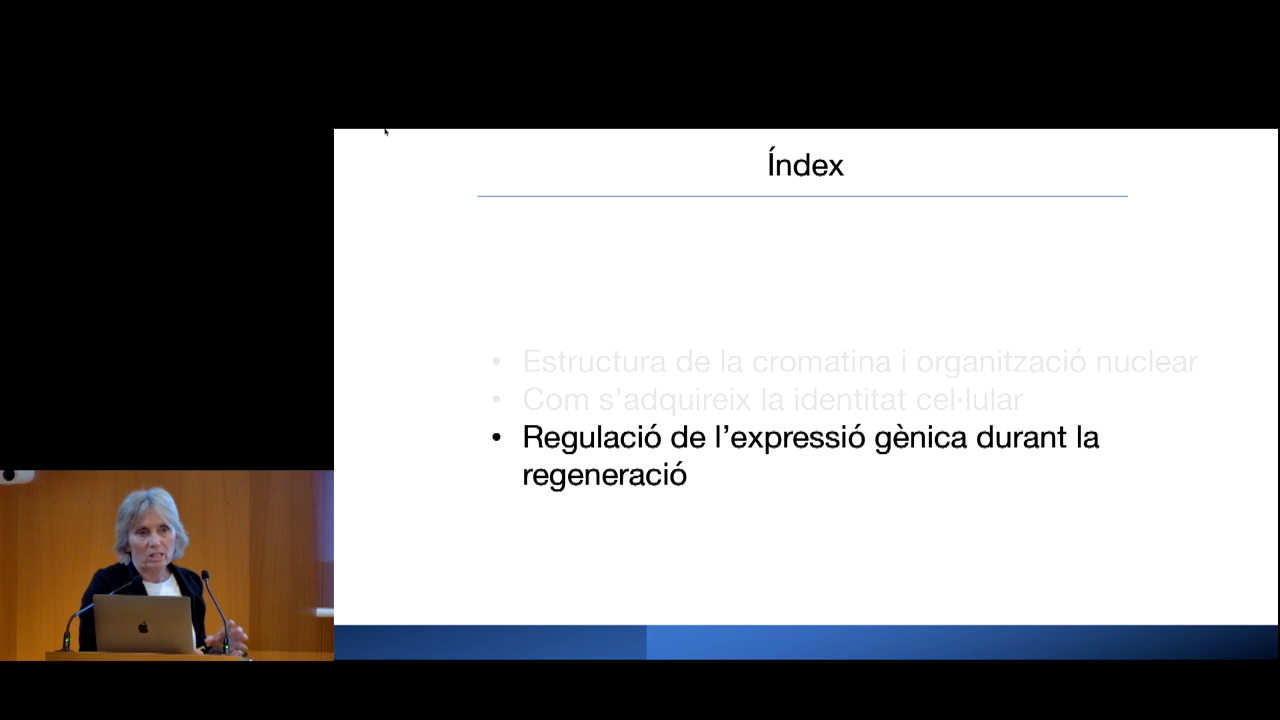 Índex
• Estructura de la cromatina i organització nuclear
• Com s'adquireix la identitat cel·lular
• Regulació de l'expressió gènica durant la
regeneració